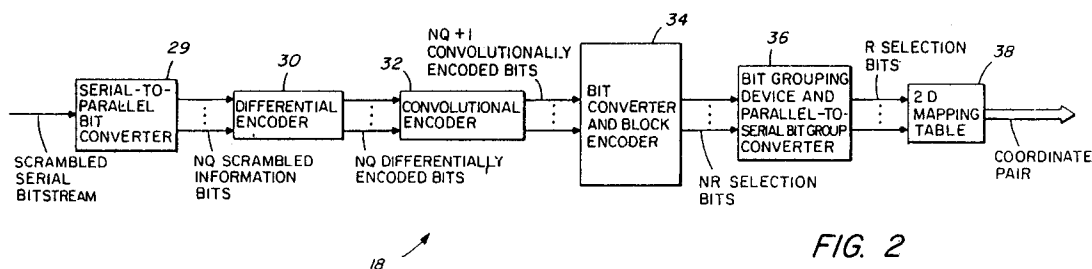 29
SERIAL-TO-
PARALLEL
BIT
CONVERTER
SCRAMBLED
SERIAL
BITSTREAM
NQ SCRAMBLED
INFORMATION
BITS
30
DIFFERENTIAL
ENCODER
NQ DIFFERENTIALLY
ENCODED BITS
32
CONVOLUTIONAL
ENCODER
NQ + 1
CONVOLUTIONALLY
ENCODED BITS
34
BIT
CONVERTER
AND BLOCK
ENCODER
NR SELECTION
BITS
36
BIT GROUPING
DEVICE AND
PARALLEL-TO-
SERIAL BIT GROUP
CONVERTER
R SELECTION
BITS
38
2D
MAPPING
TABLE
COORDINATE
PAIR
18
FIG. 2